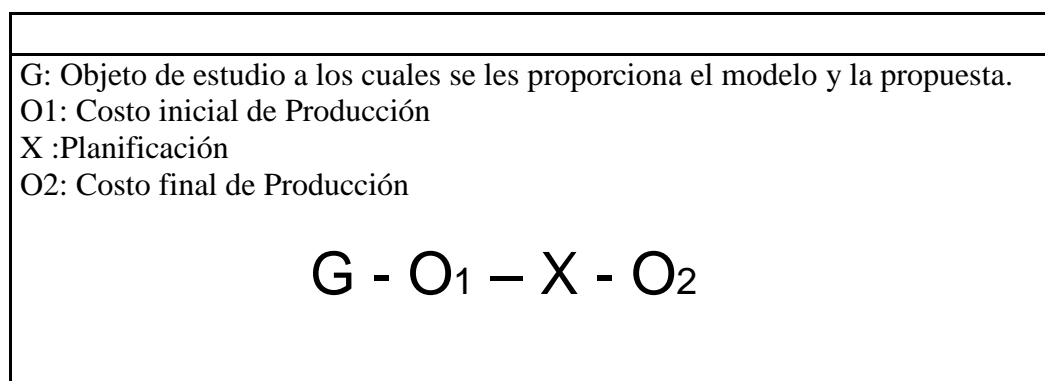 G: Objeto de estudio a los cuales se les proporciona el modelo y la propuesta.
O1: Costo inicial de Producción
X :Planificación
O2: Costo final de Producción
G - O1 – X - O2